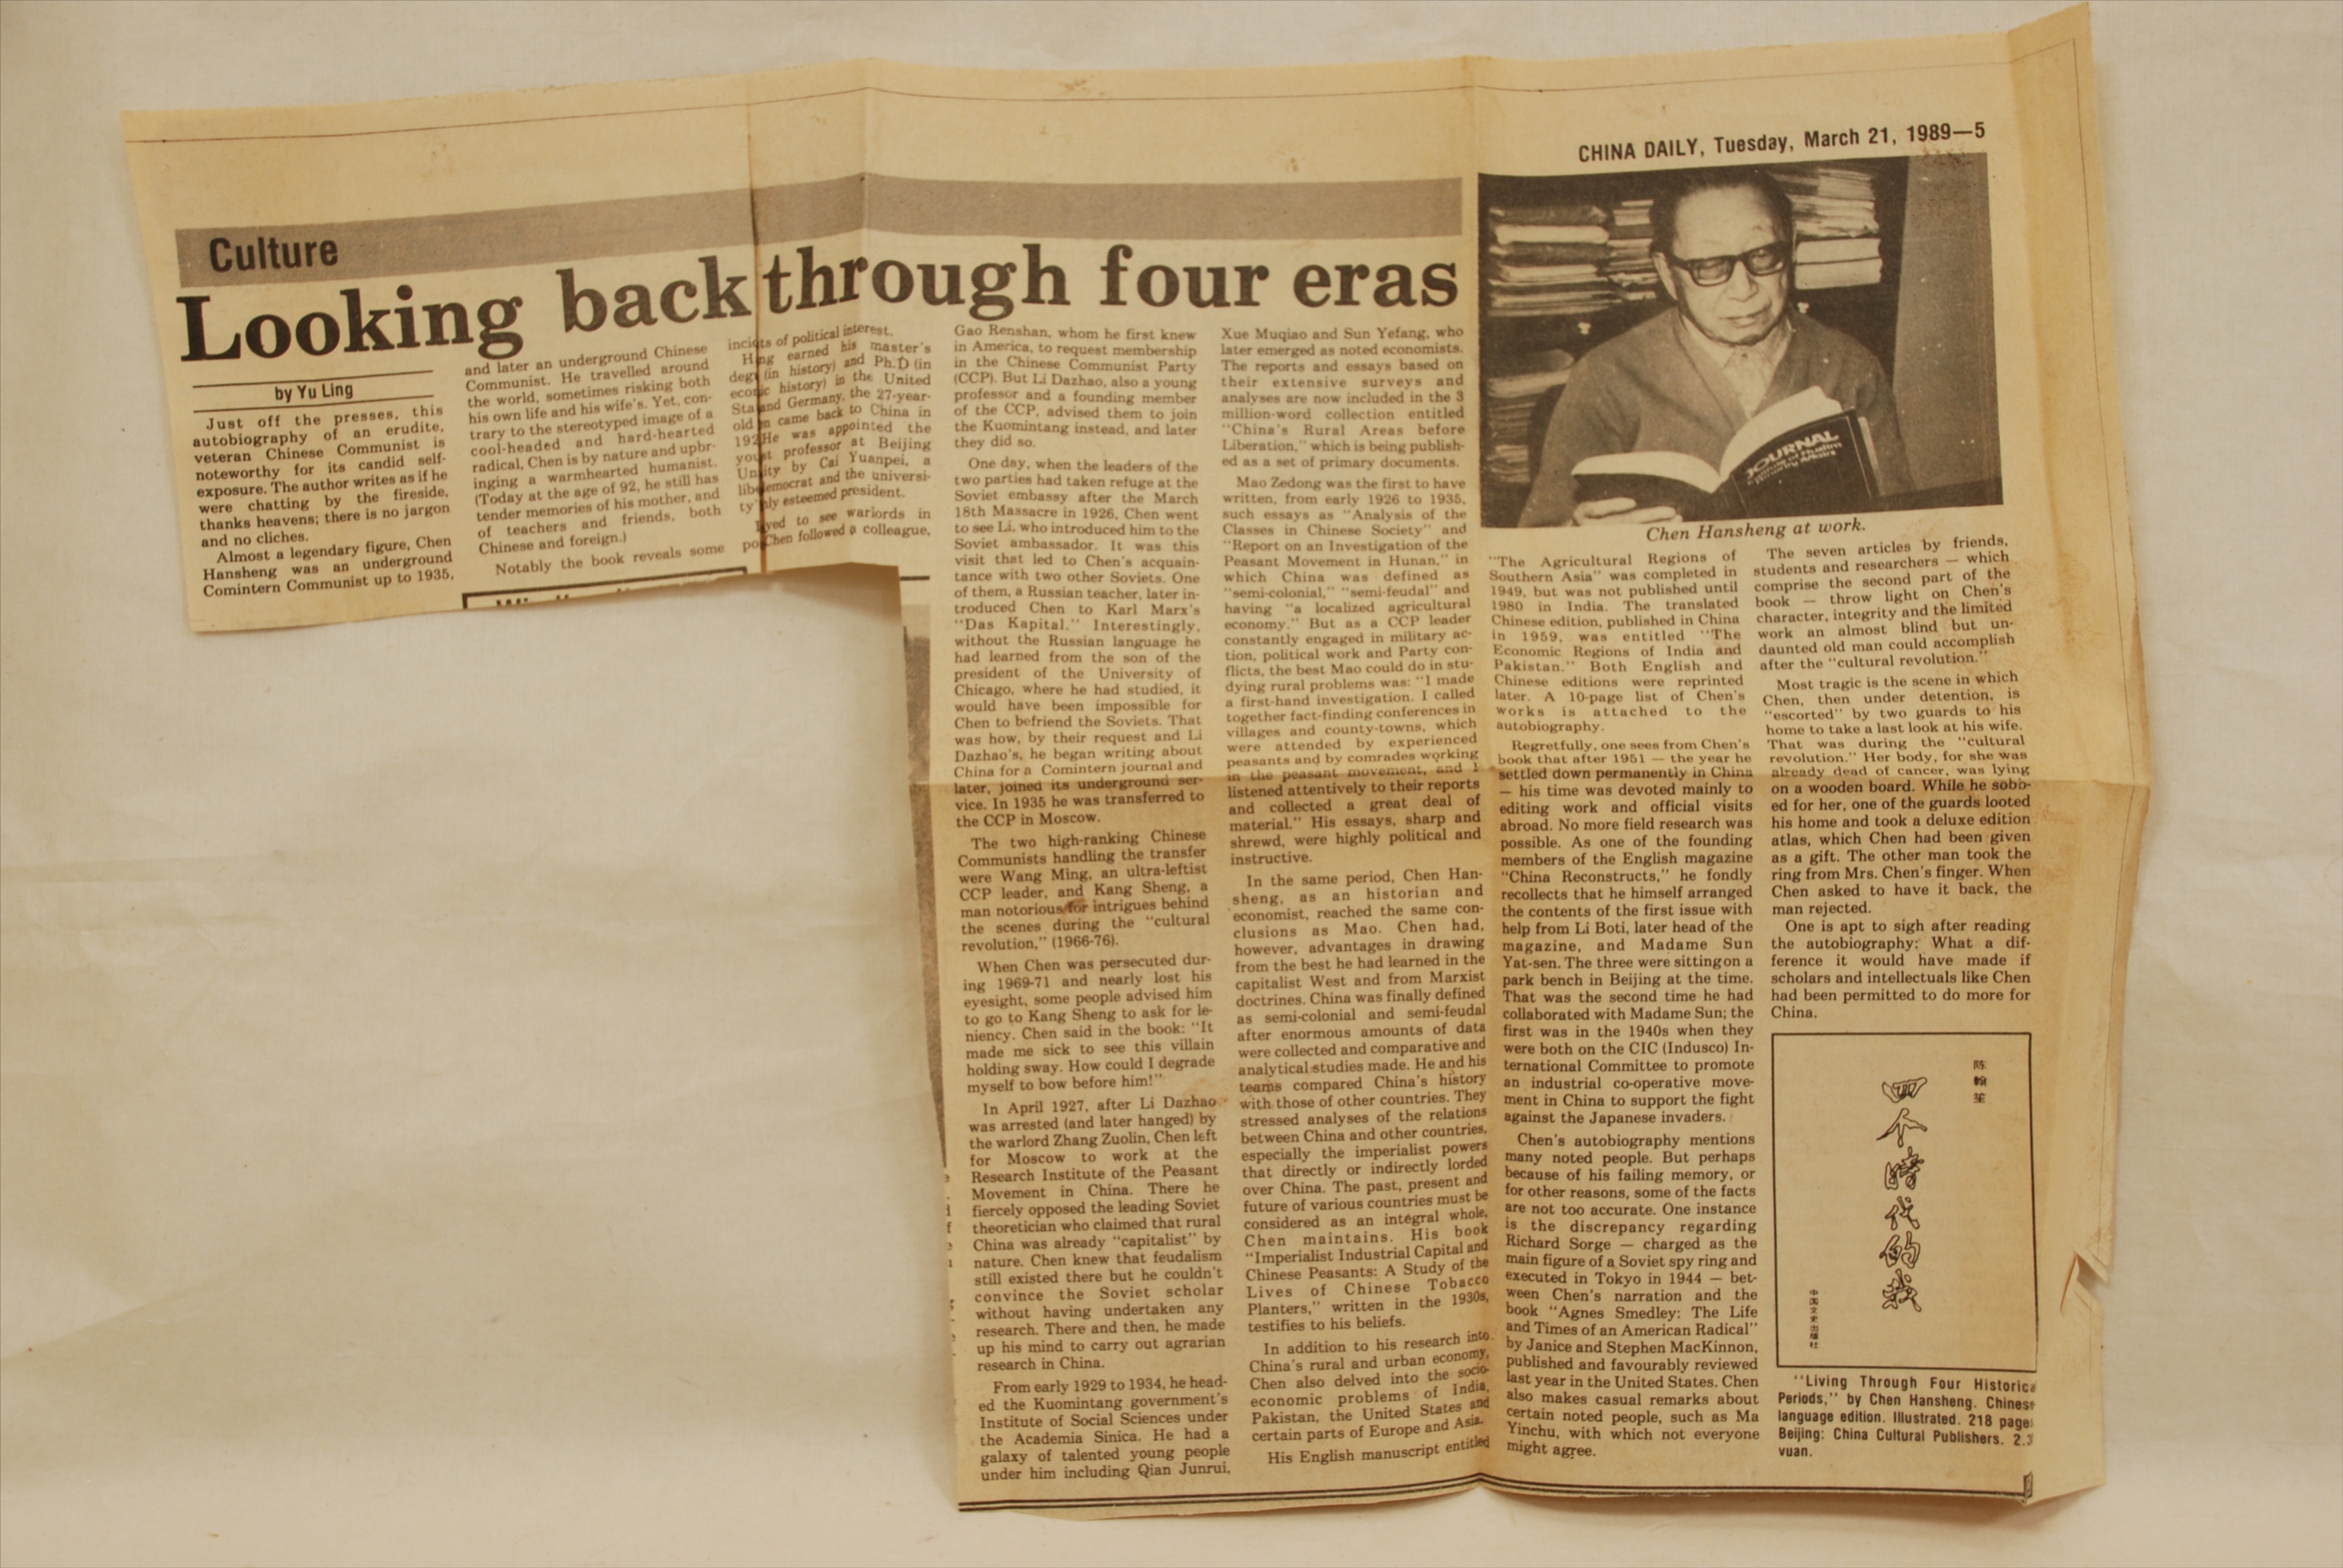 CHINA DAILY, Tuesday, March 21, 1989—5
Culture
Looking back through four eras
by Yu Ling
Just off the presses, this
autobiography of an erudite,
veteran Chinese Communist is
noteworthy for its candid self-
exposure. The author writes as if he
were chatting by the fireside,
thanks heavens; there is no jargon
and no cliches.
Almost a legendary figure, Chen
Hansheng was an underground
Comintern Communist up to 1935,
and later an underground Chinese
Communist. He travelled around
the world, sometimes risking both
his own life and his wife's. Yet, con-
trary to the stereotyped image of a
cool-headed and hard-hearted
radical, Chen is by nature and upbr-
inging a warmhearted humanist.
(Today at the age of 92, he still has
tender memories of his mother, and
of teachers and friends, both
Chinese and foreign.)
Notably the book reveals some
of political interest.
earned his master's
(in history) and Ph.D (in
history) in the United
and Germany, the 27-year-
old came back to China in
He was appointed the
professor at Beijing
by Cai Yuanpei, a
and the universi-
esteemed president.
to see warlords in
Chen followed a colleague,
Gao Renshan, whom he first knew
in America, to request membership
in the Chinese Communist Party
(CCP). But Li Dazhao, also a young
professor and a founding member
of the CCP, advised them to join
the Kuomintang instead, and later
they did so.
One day, when the leaders of the
two parties had taken refuge at the
Soviet embassy after the March
18th Massacre in 1926, Chen went
to see Li, who introduced him to the
Soviet ambassador. It was this
visit that led to Chen's acquain-
tance with two other Soviets. One
of them, a Russian teacher, later in-
troduced Chen to Karl Marx's
"Das Kapital." Interestingly,
without the Russian language he
had learned from the son of the
president of the University of
Chicago, where he had studied, it
would have been impossible for
Chen to befriend the Soviets. That
was how, by their request and Li
Dazhao's, he began writing about
China for a Comintern journal and
later, joined its underground ser-
vice. In 1935 he was transferred to
the CCP in Moscow.
The two high-ranking Chinese
Communists handling the transfer
were Wang Ming, an ultra-leftist
CCP leader, and Kang Sheng, a
man notorious for intrigues behind
the scenes during the "cultural
revolution," (1966-76).
When Chen was persecuted dur-
ing 1969-71 and nearly lost his
eyesight, some people advised him
to go to Kang Sheng to ask for le-
niency. Chen said in the book: "It
made me sick to see this villain
holding sway. How could I degrade
myself to bow before him!"
In April 1927, after Li Dazhao
was arrested (and later hanged) by
the warlord Zhang Zuolin, Chen left
for Moscow to work at the
Research Institute of the Peasant
Movement in China. There he
fiercely opposed the leading Soviet
theoretician who claimed that rural
China was already "capitalist" by
nature. Chen knew that feudalism
still existed there but he couldn't
convince the Soviet scholar
without having undertaken any
research. There and then, he made
up his mind to carry out agrarian
research in China.
From early 1929 to 1934, he head-
ed the Kuomintang government's
Institute of Social Sciences under
the Academia Sinica. He had a
galaxy of talented young people
under him including Qian Junrui,
Xue Muqiao and Sun Yefang, who
later emerged as noted economists.
The reports and essays based on
their extensive surveys and
analyses are now included in the 3
million-word collection entitled
"China's Rural Areas before
Liberation," which is being publish-
ed as a set of primary documents.
Mao Zedong was the first to have
written, from early 1926 to 1935,
such essays as "Analysis of the
Classes in Chinese Society" and
"Report on an Investigation of the
Peasant Movement in Hunan," in
which China was defined as
"semi-colonial," "semi-feudal" and
having "a localized agricultural
economy." But as a CCP leader
constantly engaged in military ac-
tion, political work and Party con-
flicts, the best Mao could do in stu-
dying rural problems was: "I made
a first-hand investigation. I called
together fact-finding conferences in
villages and county-towns, which
were attended by experienced
peasants and by comrades working
in the peasant movement, and I
listened attentively to their reports
and collected a great deal of
material." His essays, sharp and
shrewd, were highly political and
instructive.
In the same period, Chen Han-
sheng, as an historian and
economist, reached the same con-
clusions as Mao. Chen had,
however, advantages in drawing
from the best he had learned in the
capitalist West and from Marxist
doctrines. China was finally defined
as semi-colonial and semi-feudal
after enormous amounts of data
were collected and comparative and
analytical studies made. He and his
teams compared China's history
with those of other countries. They
stressed analyses of the relations
between China and other countries,
especially the imperialist powers
that directly or indirectly lorded
over China. The past, present and
future of various countries must be
considered as an integral whole,
Chen maintains. His book
"Imperialist Industrial Capital and
Chinese Peasants: A Study of the
Lives of Chinese Tobacco
Planters," written in the 1930s,
testifies to his beliefs.
In addition to his research into
China's rural and urban economy,
Chen also delved into the socio-
economic problems of India,
Pakistan, the United States and
certain parts of Europe and Asia.
His English manuscript entitled
JOURNAL
Chen Hansheng at work.
"The Agricultural Regions of
Southern Asia" was completed in
1949, but was not published until
1980 in India. The translated
Chinese edition, published in China
in 1959, was entitled "The
Economic Regions of India and
Pakistan." Both English and
Chinese editions were reprinted
later. A 10-page list of Chen's
works is attached to the
autobiography.
Regretfully, one sees from Chen's
book that after 1951 — the year he
settled down permanently in China
— his time was devoted mainly to
editing work and official visits
abroad. No more field research was
possible. As one of the founding
members of the English magazine
"China Reconstructs," he fondly
recollects that he himself arranged
the contents of the first issue with
help from Li Boti, later head of the
magazine, and Madame Sun
Yat-sen. The three were sitting on a
park bench in Beijing at the time.
That was the second time he had
collaborated with Madame Sun; the
first was in the 1940s when they
were both on the CIC (Indusco) In-
ternational Committee to promote
an industrial co-operative move-
ment in China to support the fight
against the Japanese invaders.
Chen's autobiography mentions
many noted people. But perhaps
because of his failing memory, or
for other reasons, some of the facts
are not too accurate. One instance
is the discrepancy regarding
Richard Sorge — charged as the
main figure of a Soviet spy ring and
executed in Tokyo in 1944 — bet-
ween Chen's narration and the
book "Agnes Smedley: The Life
and Times of an American Radical"
by Janice and Stephen MacKinnon,
published and favourably reviewed
last year in the United States. Chen
also makes casual remarks about
certain noted people, such as Ma
Yinchu, with which not everyone
might agree.
The seven articles by friends,
students and researchers — which
comprise the second part of the
book — throw light on Chen's
character, integrity and the limited
work an almost blind but un-
daunted old man could accomplish
after the "cultural revolution."
Most tragic is the scene in which
Chen, then under detention, is
"escorted" by two guards to his
home to take a last look at his wife.
That was during the "cultural
revolution." Her body, for she was
already dead of cancer, was lying
on a wooden board. While he sobb-
ed for her, one of the guards looted
his home and took a deluxe edition
atlas, which Chen had been given
as a gift. The other man took the
ring from Mrs. Chen's finger. When
Chen asked to have it back, the
man rejected.
One is apt to sigh after reading
the autobiography: What a dif-
ference it would have made if
scholars and intellectuals like Chen
had been permitted to do more for
China.
陈翰笙
四个时代的我
中国文史出版社
"Living Through Four Historica
Periods," by Chen Hansheng. Chinese
language edition. Illustrated. 218 page
Beijing: China Cultural Publishers. 2.3
yuan.